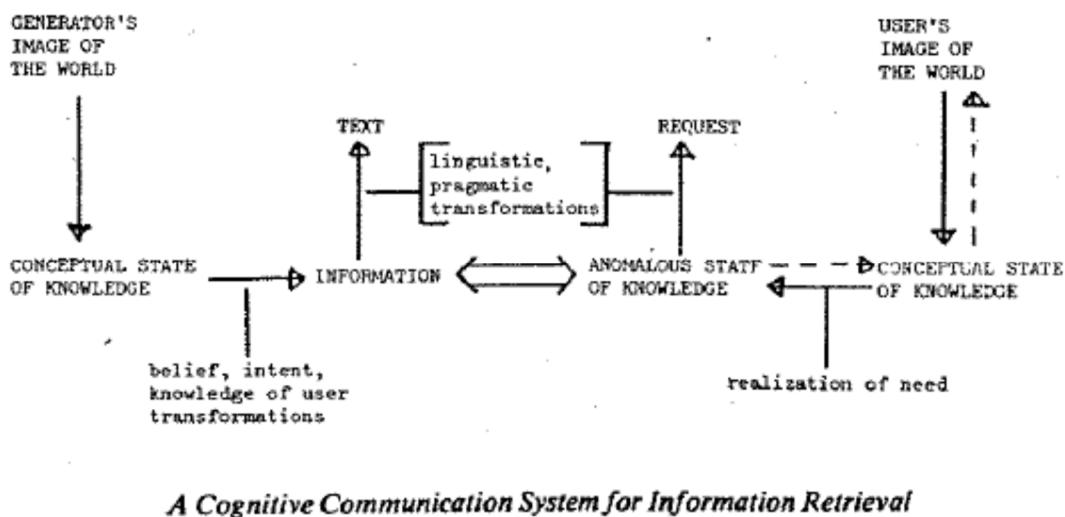 GENERATOR'S
IMAGE OF
THE WORLD
USER'S
IMAGE OF
THE WORLD
TEXT
REQUEST
linguistic,
pragmatic
transformations
CONCEPTUAL STATE
OF KNOWLEDGE
INFORMATION
ANOMALOUS STATE
OF KNOWLEDGE
CONCEPTUAL STATE
OF KNOWLEDGE
belief, intent,
knowledge of user
transformations
realization of need
A Cognitive Communication System for Information Retrieval